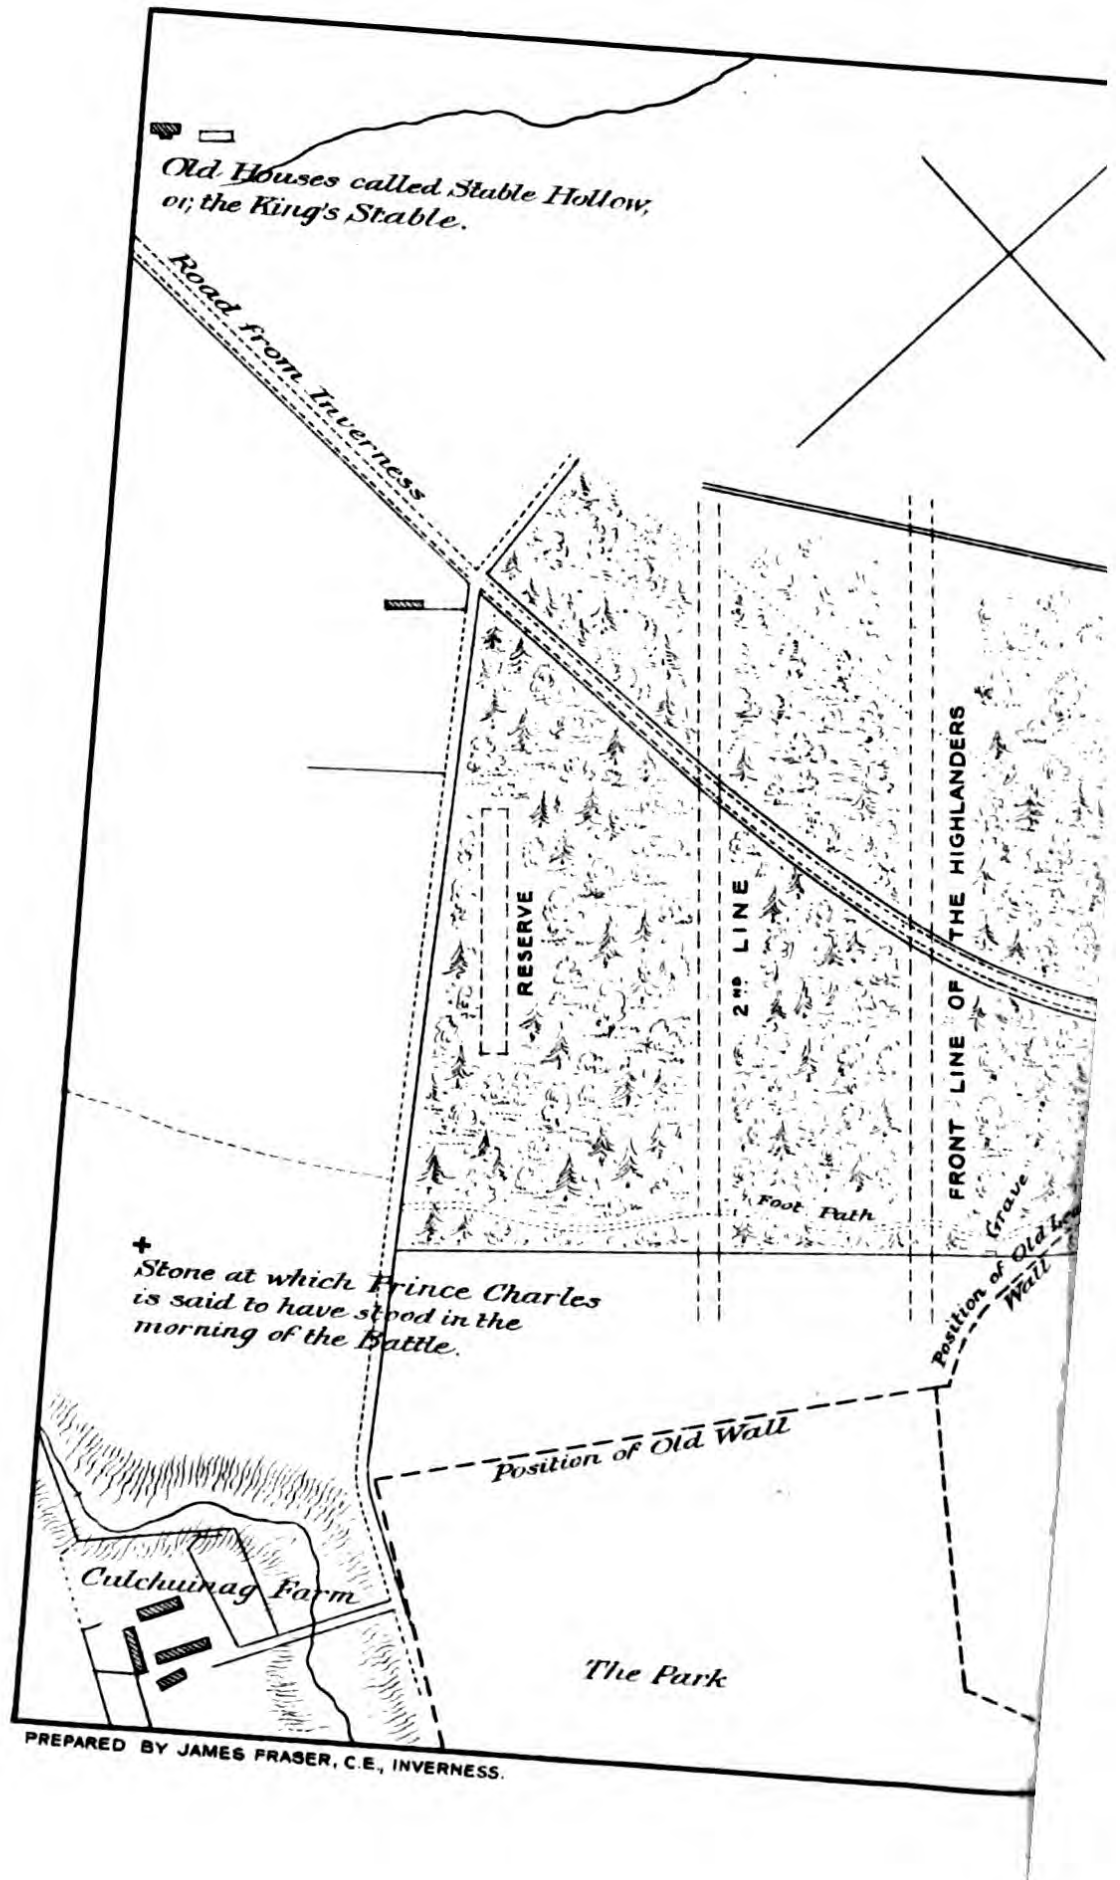 Old Houses called Stable Hollow,
or, the King's Stable.
Road from Inverness
RESERVE
2ND LINE
FRONT LINE OF THE HIGHLANDERS
Foot Path
Grave
Position of Old
Wall
Stone at which Prince Charles
is said to have stood in the
morning of the Battle.
Position of Old Wall
Culchuinag Farm
The Park
PREPARED BY JAMES FRASER, C.E., INVERNESS.